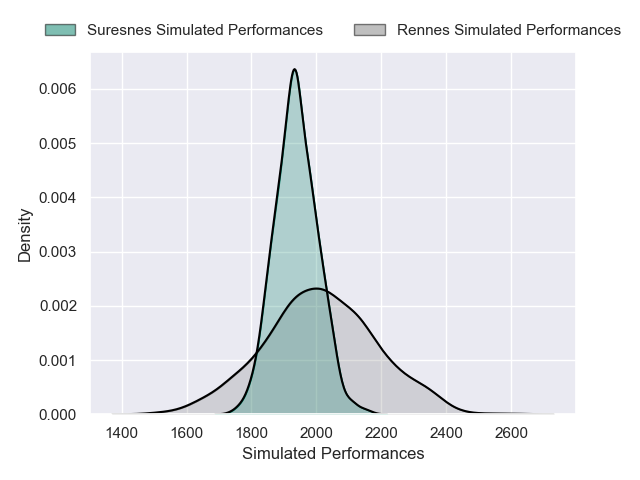 Suresnes Simulated Performances Rennes Simulated Performances
0.006
0.005
0.004
0.003
0.002
0.001
0.000
Density
1400 1600 1800 2000 2200 2400 2600
Simulated Performances